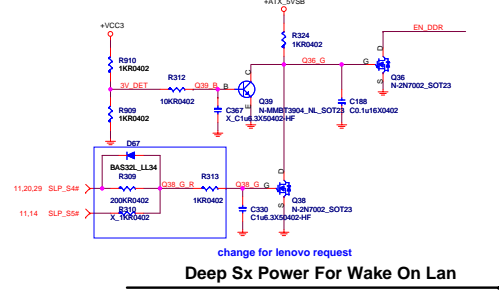 +ATX_5VSB
+VCC3
EN_DDR
R324
1KR0402
R910
1KR0402
Q36_G
G
D
S
Q36
N-2N7002_SOT23
3V_DET
R312
10KR0402
Q39_B
B
C
E
Q39
N-MMBT3904_NL_SOT23
C367
X_C1u6.3X50402-HF
C188
C0.1u16X0402
R909
1KR0402
D67
BAS32L_LL34
11,20,29 SLP_S4#
R309
200KR0402
Q38_G_R
R313
1KR0402
Q38_G
G
D
S
Q38
N-2N7002_SOT23
11,14 SLP_S5#
R310
X_1KR0402
C330
C1u6.3X50402-HF
change for lenovo request
Deep Sx Power For Wake On Lan